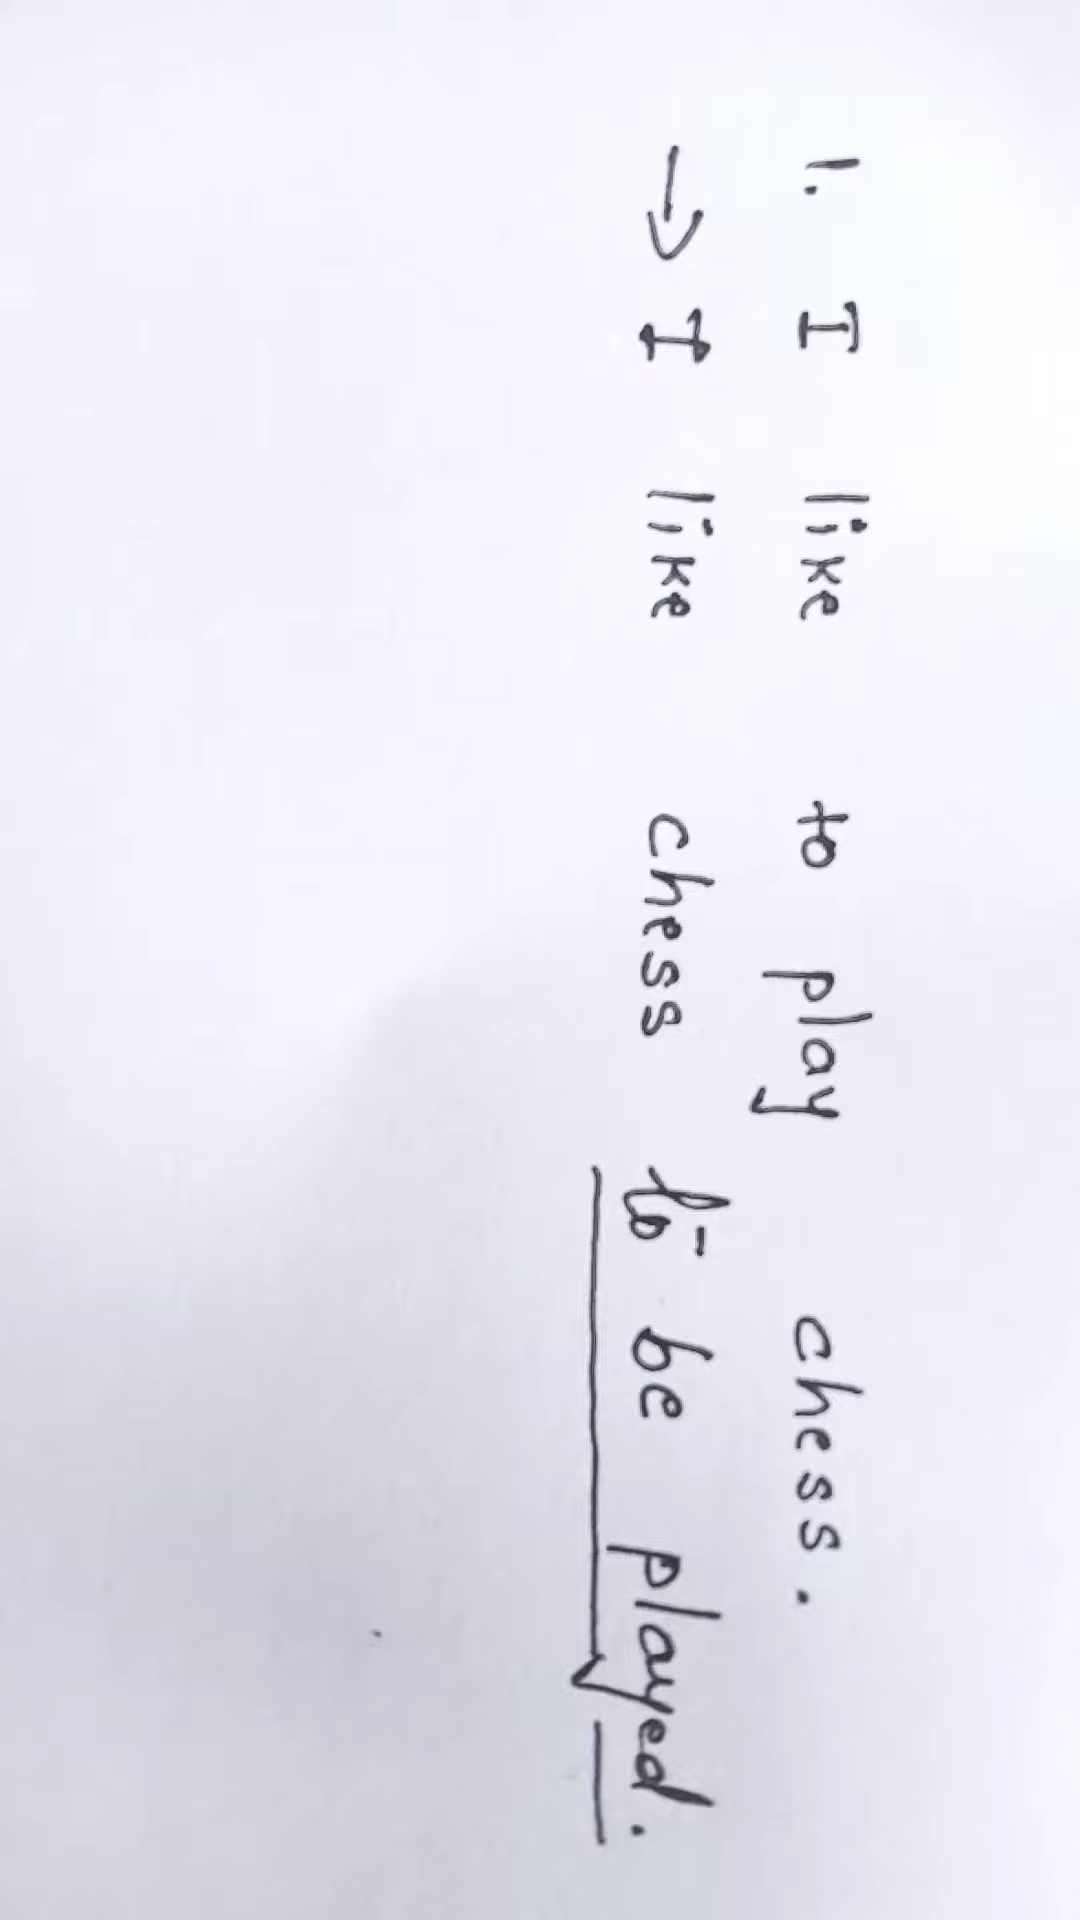 1. I like to play chess.
→ I like chess to be played.